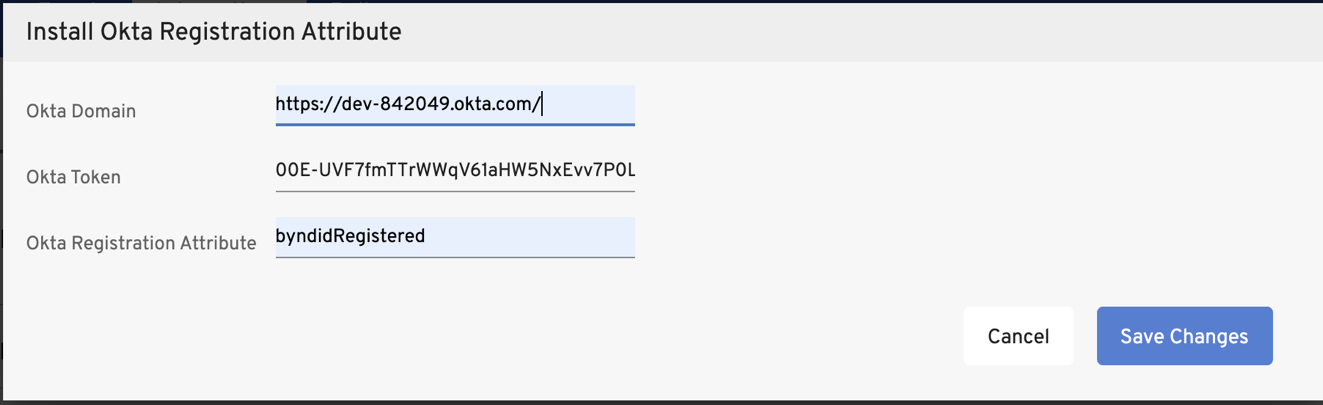 Install Okta Registration Attribute
Okta Domain https://dev-842049.okta.com/
Okta Token 00E-UVF7fmTTrWWqV61aHW5NxEvv7P0L
Okta Registration Attribute byndidRegistered
Cancel Save Changes